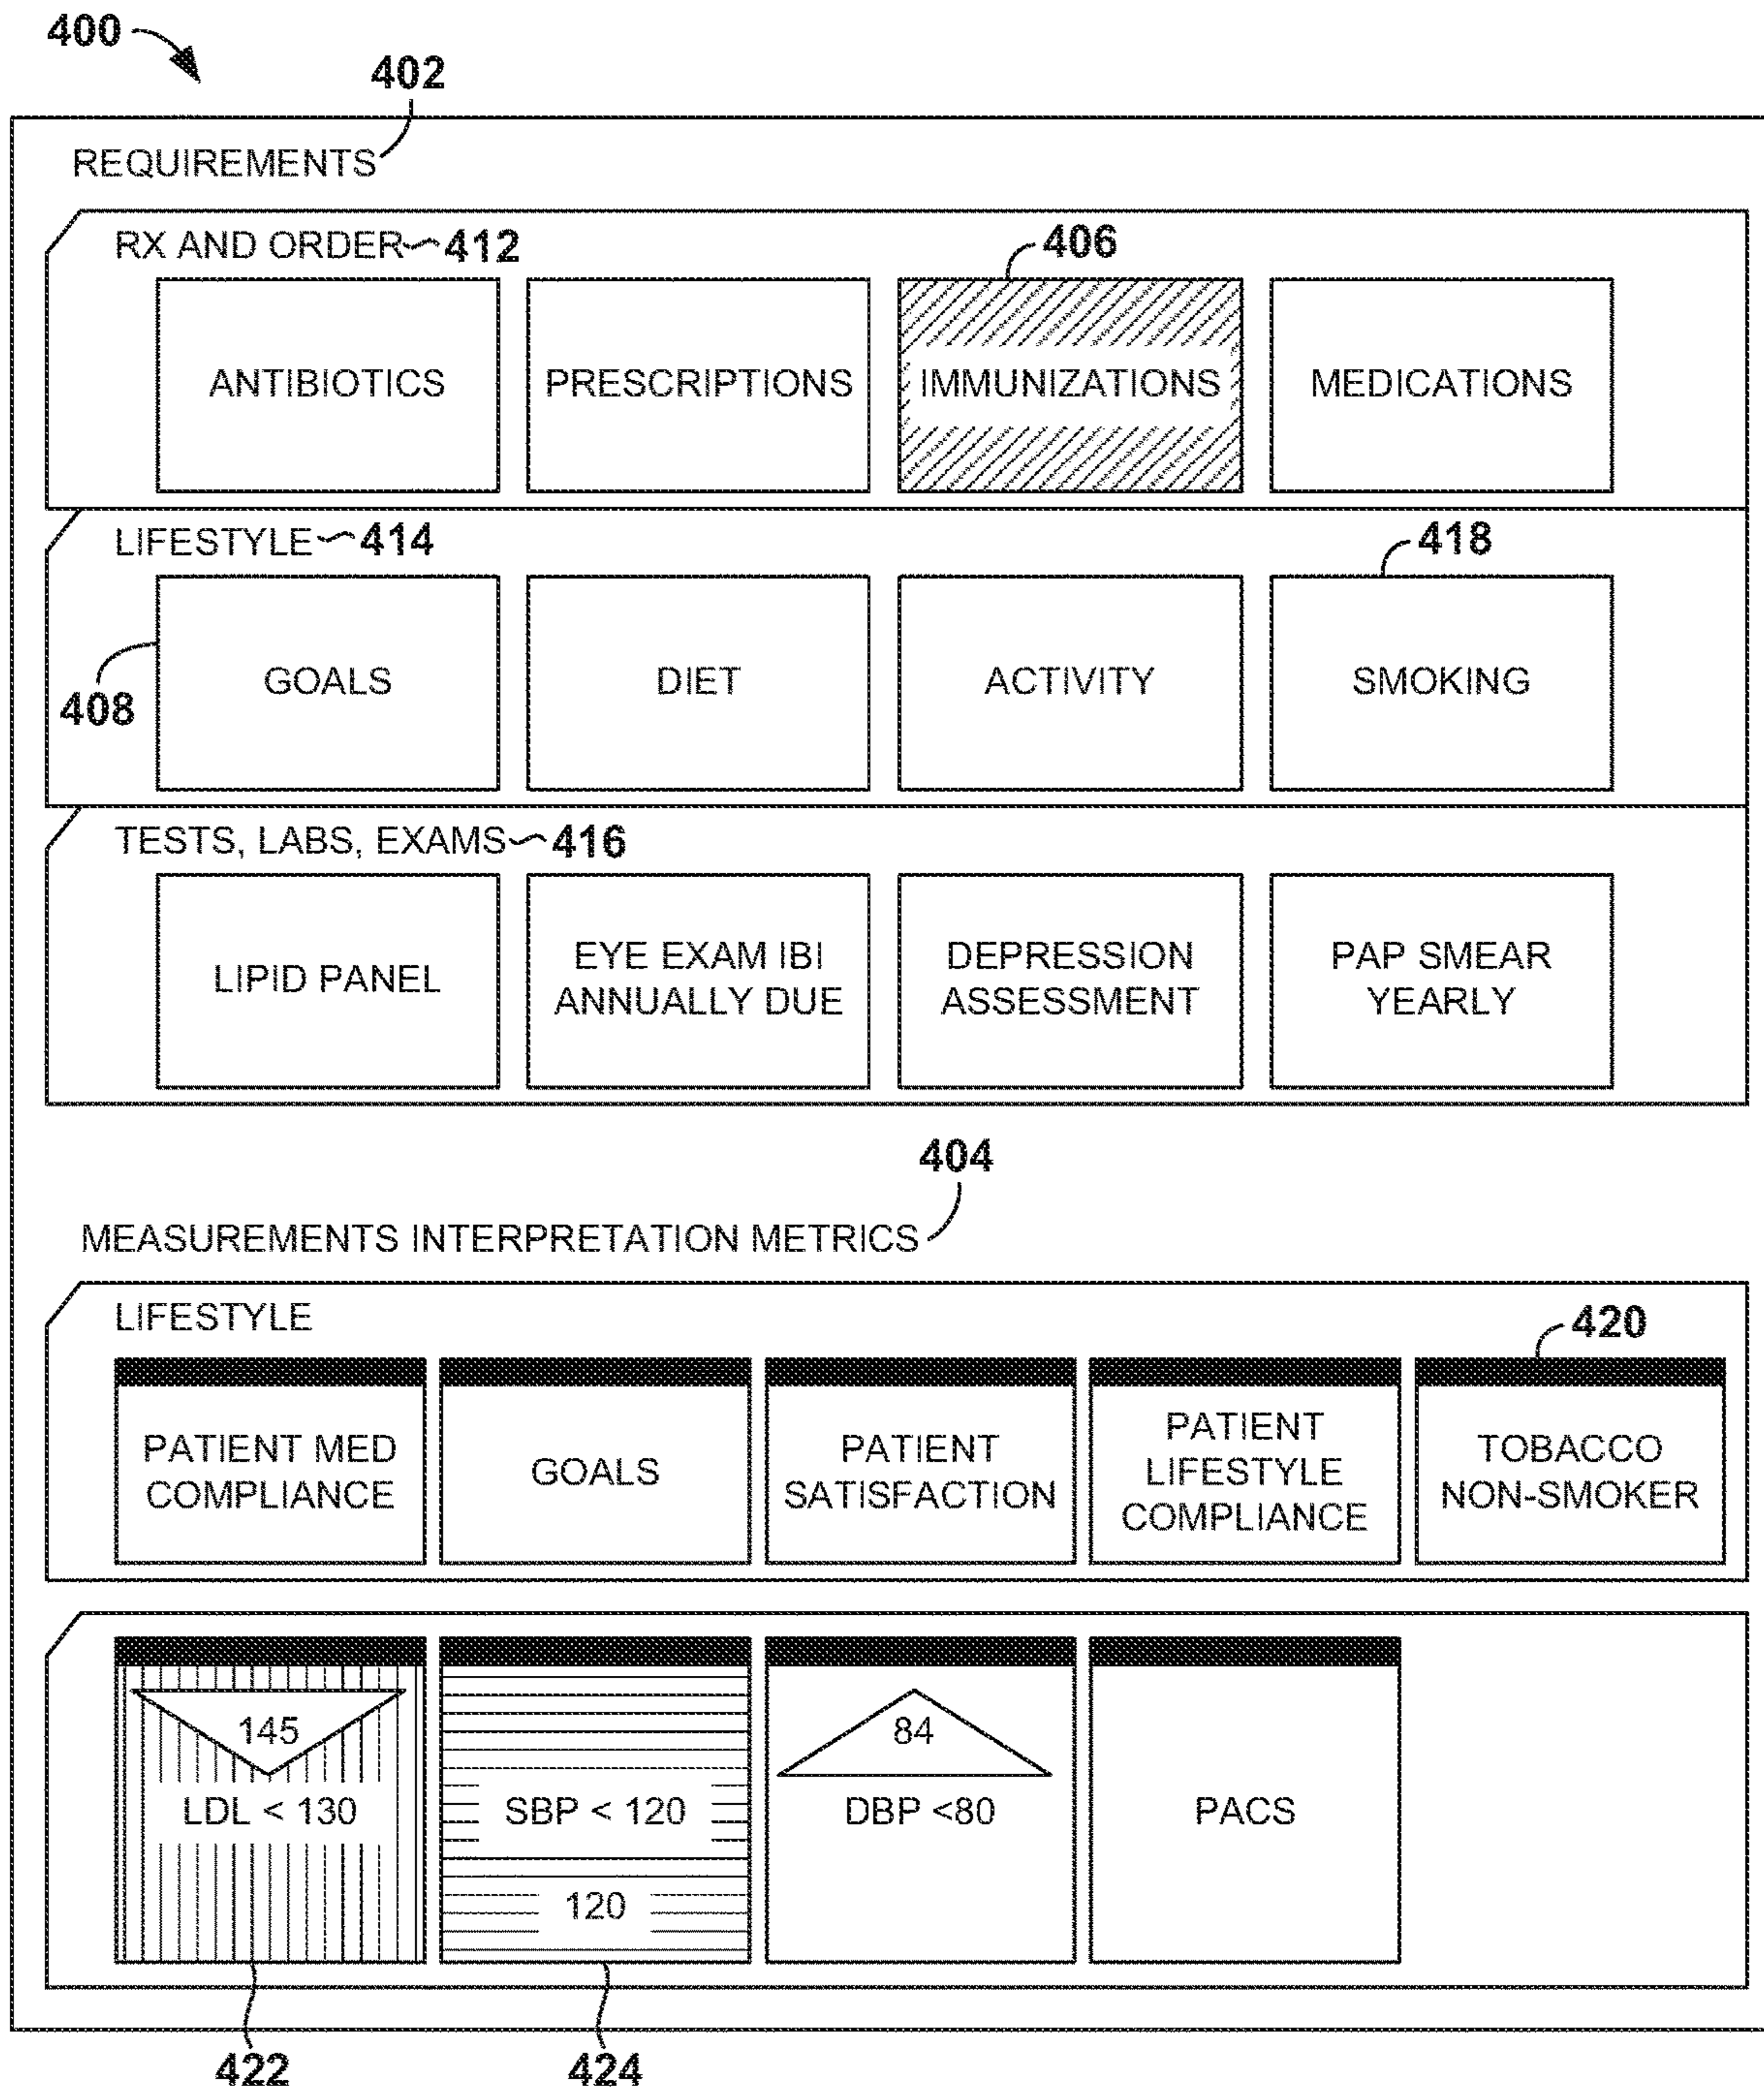 400
402
REQUIREMENTS
RX AND ORDER 412
406
ANTIBIOTICS
PRESCRIPTIONS
IMMUNIZATIONS
MEDICATIONS
LIFESTYLE 414
418
408
GOALS
DIET
ACTIVITY
SMOKING
TESTS, LABS, EXAMS 416
LIPID PANEL
EYE EXAM IBI
ANNUALLY DUE
DEPRESSION
ASSESSMENT
PAP SMEAR
YEARLY
404
MEASUREMENTS INTERPRETATION METRICS
LIFESTYLE
420
PATIENT MED
COMPLIANCE
GOALS
PATIENT
SATISFACTION
PATIENT
LIFESTYLE
COMPLIANCE
TOBACCO
NON-SMOKER
145
LDL < 130
SBP < 120
120
84
DBP <80
PACS
422
424